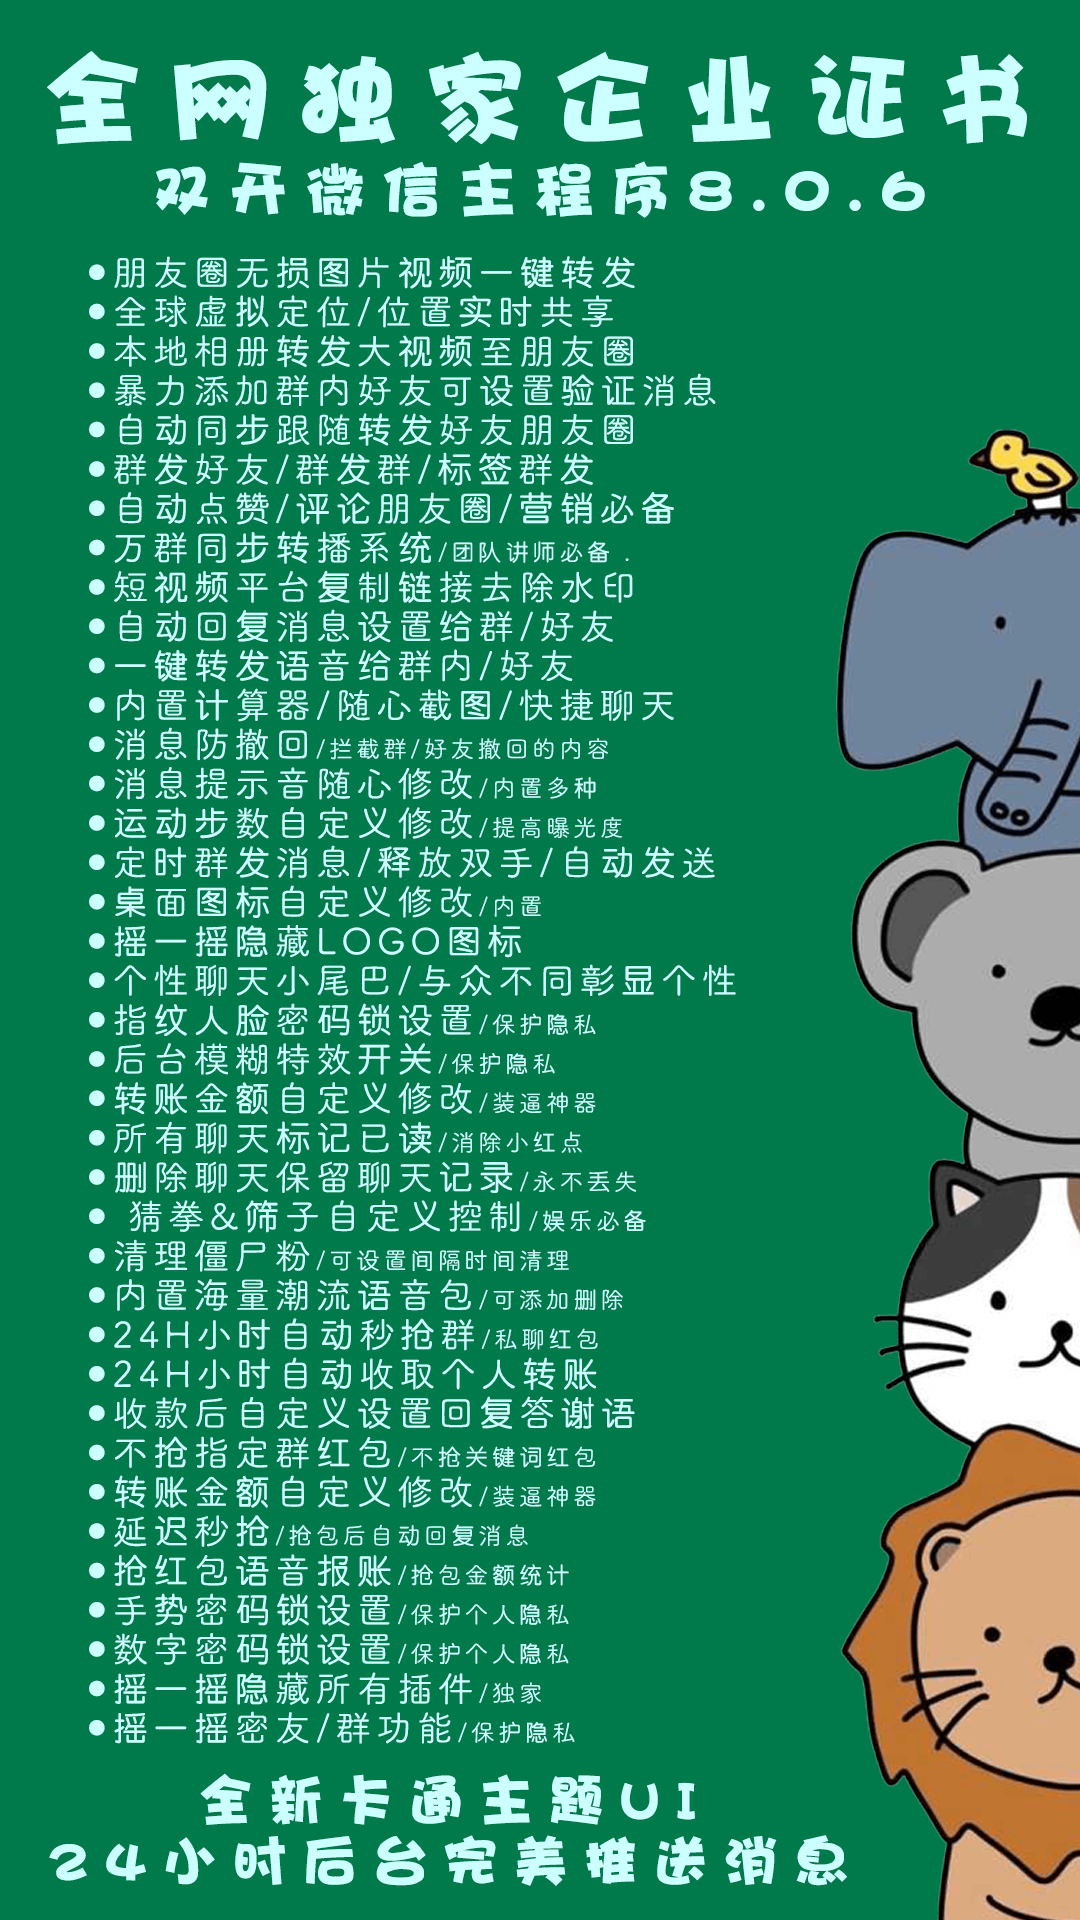 全网独家企业证书
双开微信主程序8.0.6
●朋友圈无损图片视频一键转发
●全球虚拟定位/位置实时共享
●本地相册转发大视频至朋友圈
●暴力添加群内好友可设置验证消息
●自动同步跟随转发好友朋友圈
●群发好友/群发群/标签群发
●自动点赞/评论朋友圈/营销必备
●万群同步转播系统/团队讲师必备.
●短视频平台复制链接去除水印
●自动回复消息设置给群/好友
●一键转发语音给群内/好友
●内置计算器/随心截图/快捷聊天
●消息防撤回/拦截群/好友撤回的内容
●消息提示音随心修改/内置多种
●运动步数自定义修改/提高曝光度
●定时群发消息/释放双手/自动发送
●桌面图标自定义修改/内置
●摇一摇隐藏LOGO图标
●个性聊天小尾巴/与众不同彰显个性
●指纹人脸密码锁设置/保护隐私
●后台模糊特效开关/保护隐私
●转账金额自定义修改/装逼神器
●所有聊天标记已读/消除小红点
●删除聊天保留聊天记录/永不丢失
● 猜拳&筛子自定义控制/娱乐必备
●清理僵尸粉/可设置间隔时间清理
●内置海量潮流语音包/可添加删除
●24H小时自动秒抢群/私聊红包
●24H小时自动收取个人转账
●收款后自定义设置回复答谢语
●不抢指定群红包/不抢关键词红包
●转账金额自定义修改/装逼神器
●延迟秒抢/抢包后自动回复消息
●抢红包语音报账/抢包金额统计
●手势密码锁设置/保护个人隐私
●数字密码锁设置/保护个人隐私
●摇一摇隐藏所有插件/独家
●摇一摇密友/群功能/保护隐私
全新卡通主题UI
24小时后台完美推送消息